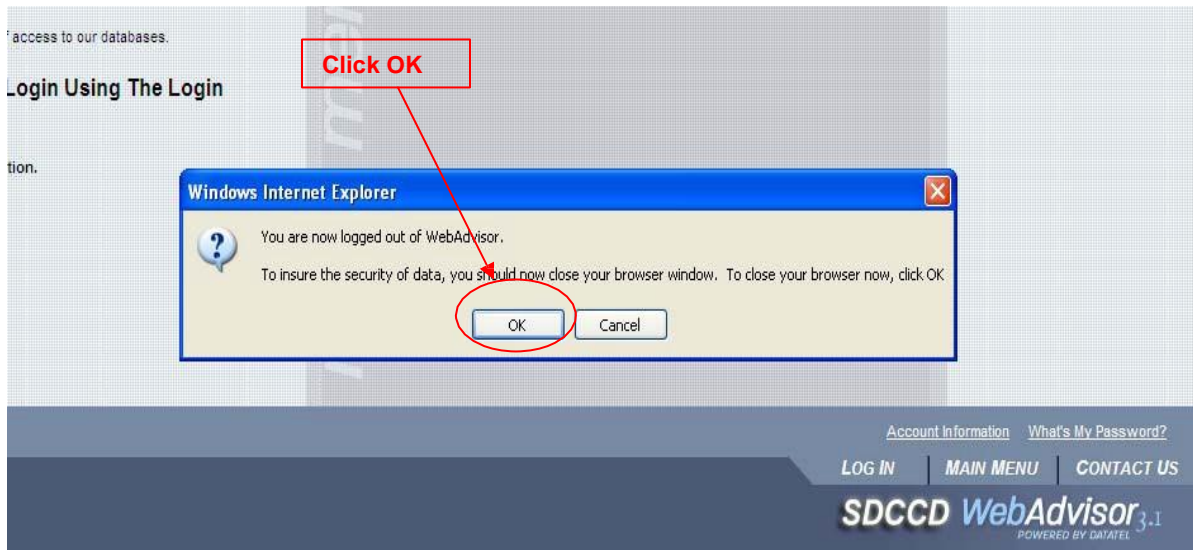 access to our databases.
Click OK
Login Using The Login
tion.
Windows Internet Explorer
You are now logged out of WebAdvisor.
To insure the security of data, you should now close your browser window. To close your browser now, click OK
OK
Cancel
Account Information What's My Password?
LOG IN MAIN MENU CONTACT US
SDCCD WebAdvisor 3.1
POWERED BY DATATEL